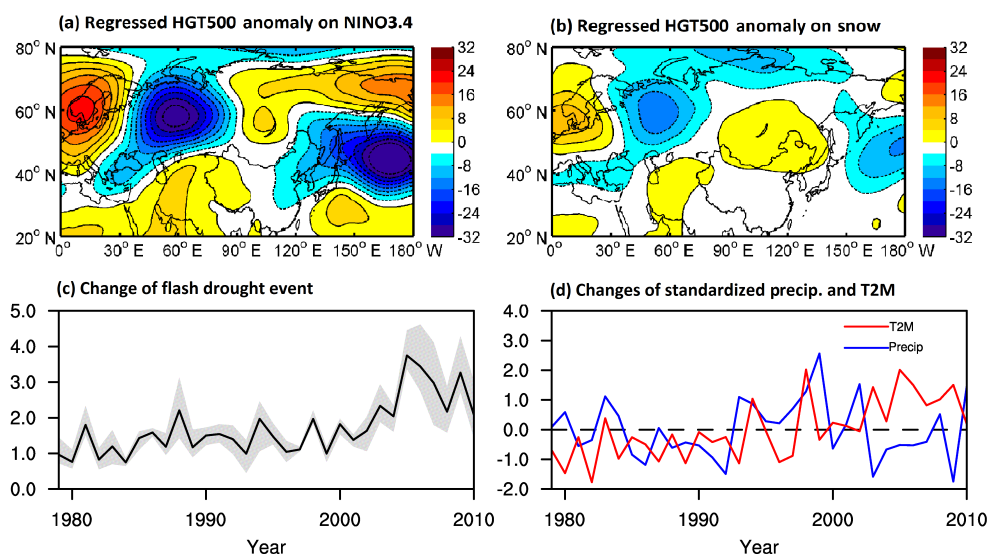 (a) Regressed HGT500 anomaly on NINO3.4
(b) Regressed HGT500 anomaly on snow
80° N
60° N
40° N
20° N
0°
30° E
60° E
90° E
120° E
150° E
180° W
32
24
16
8
0
-8
-16
-24
-32
80° N
60° N
40° N
20° N
0°
30° E
60° E
90° E
120° E
150° E
180° W
32
24
16
8
0
-8
-16
-24
-32
(c) Change of flash drought event
5.0
4.0
3.0
2.0
1.0
0.0
1980
1990
2000
2010
Year
(d) Changes of standardized precip. and T2M
4.0
3.0
2.0
1.0
0.0
-1.0
-2.0
T2M
Precip
1980
1990
2000
2010
Year